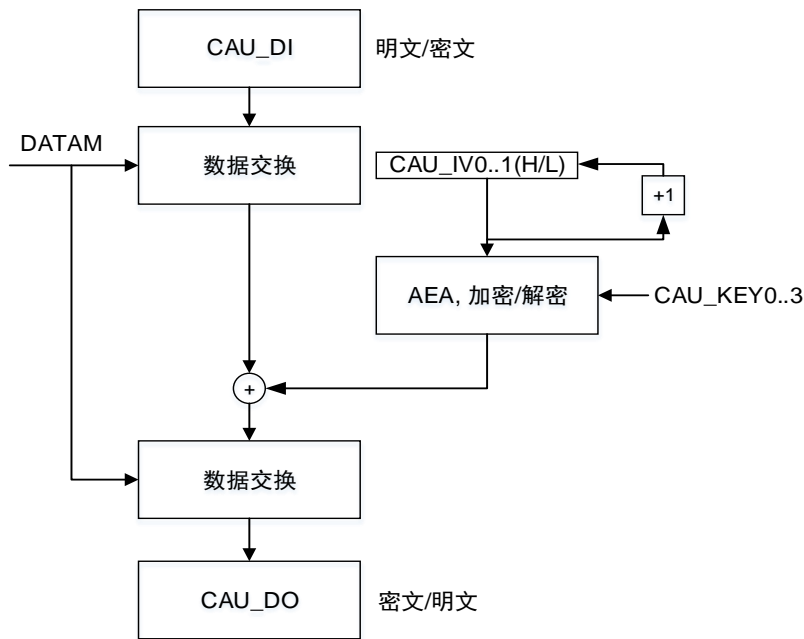 CAU_DI
明文/密文
DATAM
数据交换
CAU_IV0..1(H/L)
+1
AEA, 加密/解密
CAU_KEY0..3
+
数据交换
CAU_DO
密文/明文